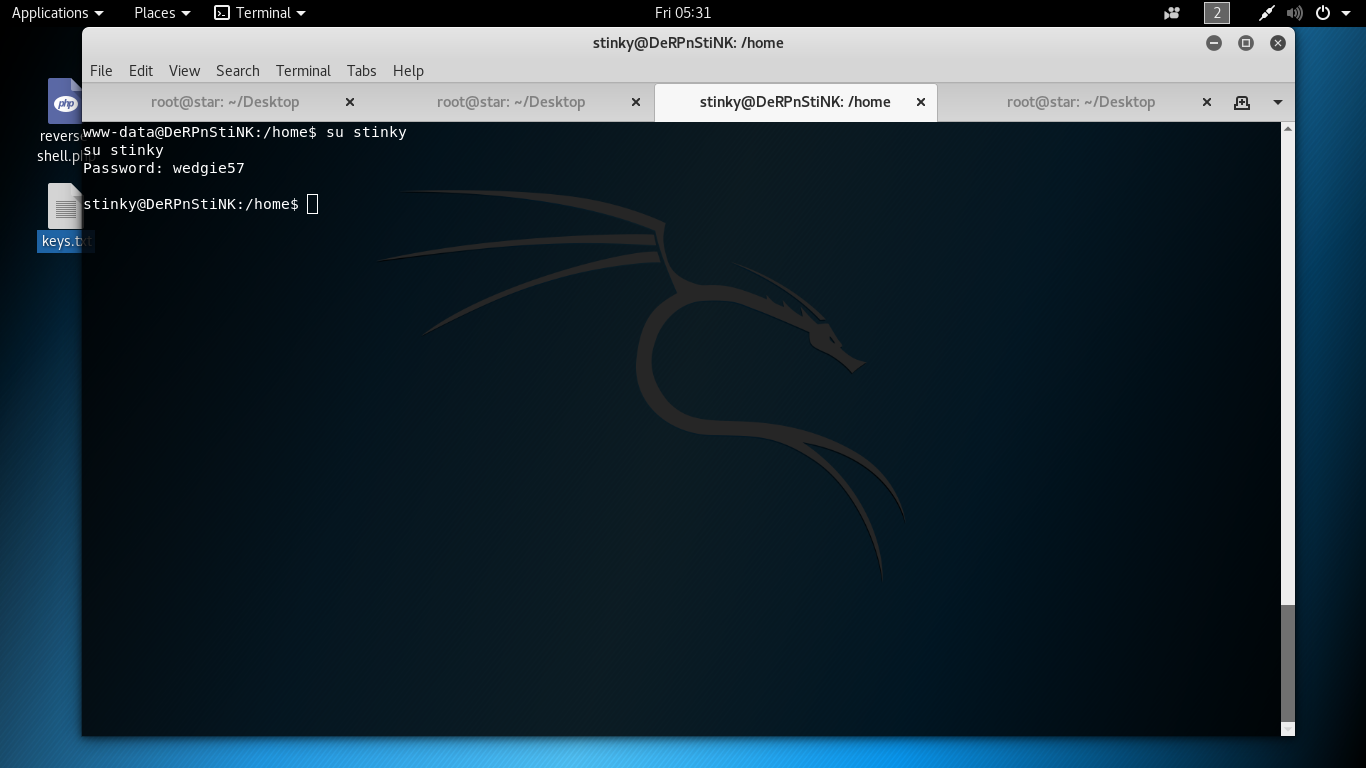 Applications Places Terminal Fri 05:31 2
stinky@DeRPnStiNK: /home
File Edit View Search Terminal Tabs Help
root@star: ~/Desktop root@star: ~/Desktop stinky@DeRPnStiNK: /home root@star: ~/Desktop
php
reverse
shell.php
keys.txt
www-data@DeRPnStiNK:/home$ su stinky
su stinky
Password: wedgie57
stinky@DeRPnStiNK:/home$